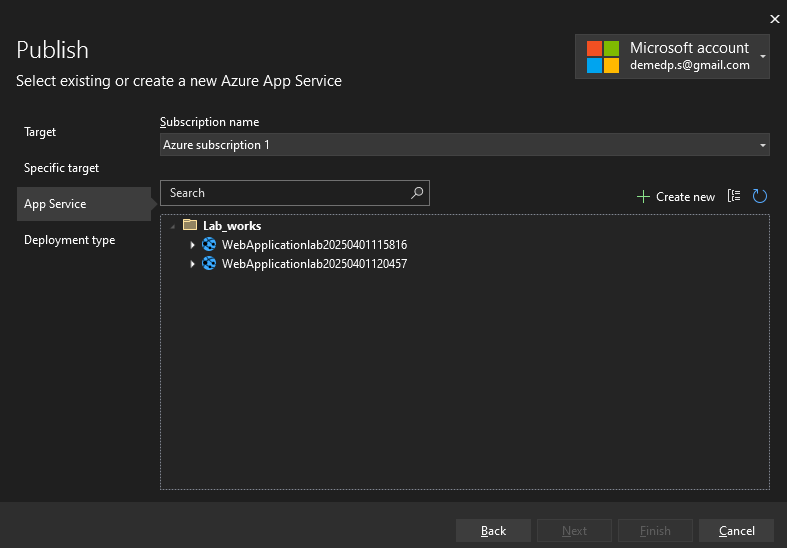 Publish
Select existing or create a new Azure App Service
Microsoft account
demedp.s@gmail.com
Target
Specific target
App Service
Deployment type
Subscription name
Azure subscription 1
Search
Create new
Lab_works
WebApplicationlab20250401115816
WebApplicationlab20250401120457
Back
Next
Finish
Cancel